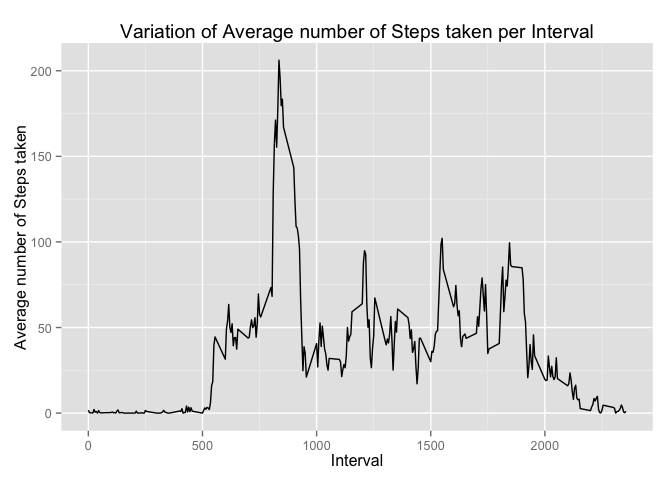 Variation of Average number of Steps taken per Interval
Average number of Steps taken
200
150
100
50
0
0 500 1000 1500 2000
Interval